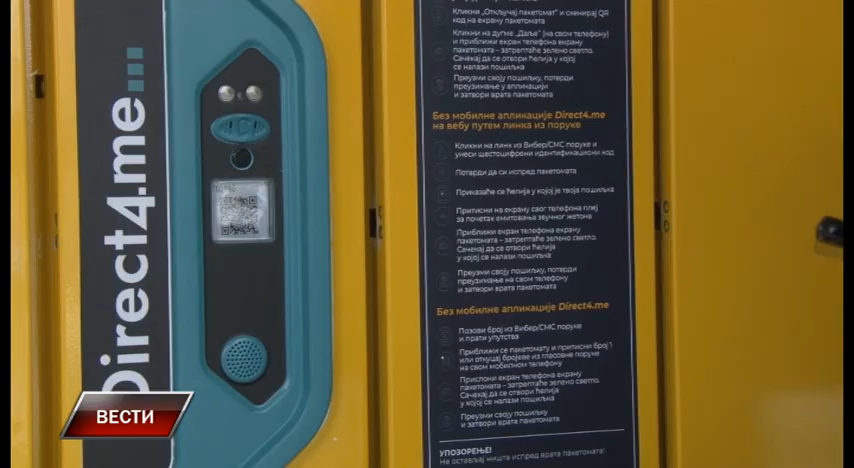 Direct4.me...
Кликни „Откључај пакетомат” и скенирај QR
код на екрану пакетомата
Кликни на дугме „Даље” (на свом телефону)
и приближи екран телефона екрану
пакетомата – затрептаће зелено светло.
Сачекај да се отвори ћелија у којој
се налази пошиљка
Преузми своју пошиљку, потврди
преузимање у апликацији
и затвори врата пакетомата
Без мобилне апликације Direct4.me
на вебу путем линка из поруке
Кликни на линк из Вибер/СМС поруке и
унеси шестоцифрени идентификациони код
Потврди да си испред пакетомата
Приказаће се ћелија у којој је твоја пошиљка
Притисни на екрану свог телефона плеј
за почетак емитовања звучног жетона
Приближи екран телефона екрану
пакетомата – затрептаће зелено светло.
Сачекај да се отвори ћелија
у којој се налази пошиљка
Преузми своју пошиљку, потврди
преузимање на свом телефону
и затвори врата пакетомата
Без мобилне апликације Direct4.me
Позови број из Вибер/СМС поруке
и прати упутства
Приближи се пакетомату и притисни број 1
или откуцај бројеве из гласовне поруке
на свом мобилном телефону
Прислони екран телефона екрану
пакетомата – затрептаће зелено светло.
Сачекај да се отвори ћелија
у којој се налази пошиљка
Преузми своју пошиљку
и затвори врата пакетомата
УПОЗОРЕЊЕ!
Не остављај ништа испред врата пакетомата!
ВЕСТИ